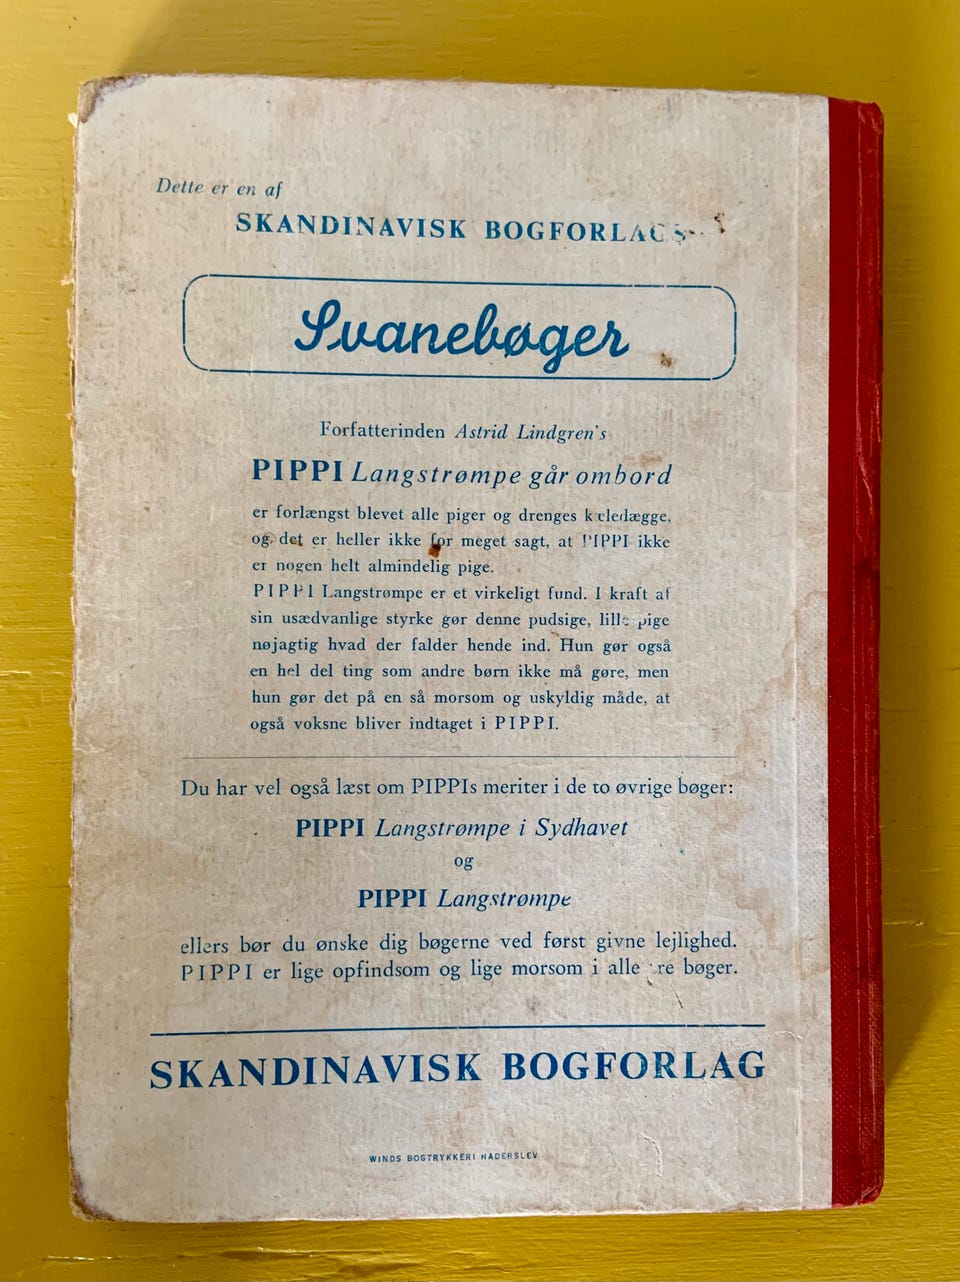 Dette er en af
SKANDINAVISK BOGFORLAGS
Svanebøger
Forfatterinden Astrid Lindgren's
PIPPI Langstrømpe går ombord
er forlængst blevet alle piger og drenges kæledægge,
og det er heller ikke for meget sagt, at PIPPI ikke
er nogen helt almindelig pige.
PIPPI Langstrømpe er et virkeligt fund. I kraft af
sin usædvanlige styrke gør denne pudsige, lille pige
nøjagtig hvad der falder hende ind. Hun gør også
en hel del ting som andre børn ikke må gøre, men
hun gør det på en så morsom og uskyldig måde, at
også voksne bliver indtaget i PIPPI.
Du har vel også læst om PIPPIs meriter i de to øvrige bøger:
PIPPI Langstrømpe i Sydhavet
og
PIPPI Langstrømpe
ellers bør du ønske dig bøgerne ved først givne lejlighed.
PIPPI er lige opfindsom og lige morsom i alle tre bøger.
SKANDINAVISK BOGFORLAG
WINDS BOGTRYKKERI HADERSLEV